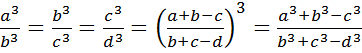 a³/b³ = b³/c³ = c³/d³ = ((a+b−c)/(b+c−d))³ = (a³+b³−c³)/(b³+c³−d³)